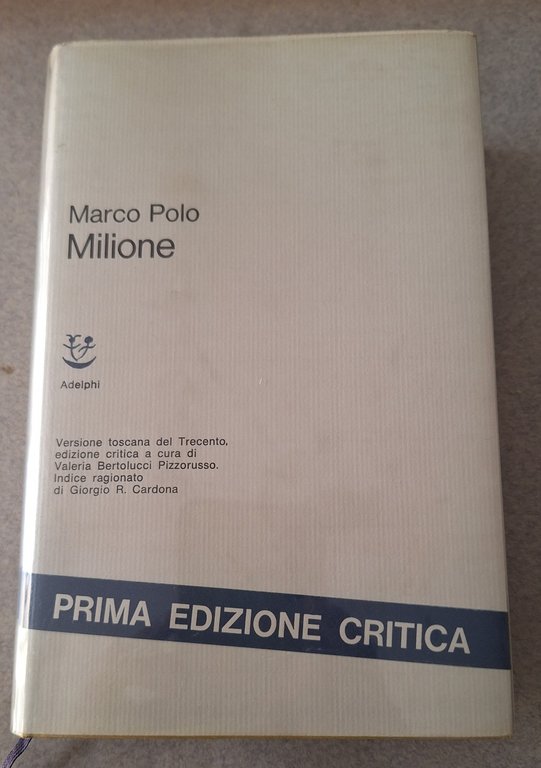 Marco Polo
Milione
Adelphi
Versione toscana del Trecento,
edizione critica a cura di
Valeria Bertolucci Pizzorusso.
Indice ragionato
di Giorgio R. Cardona
PRIMA EDIZIONE CRITICA